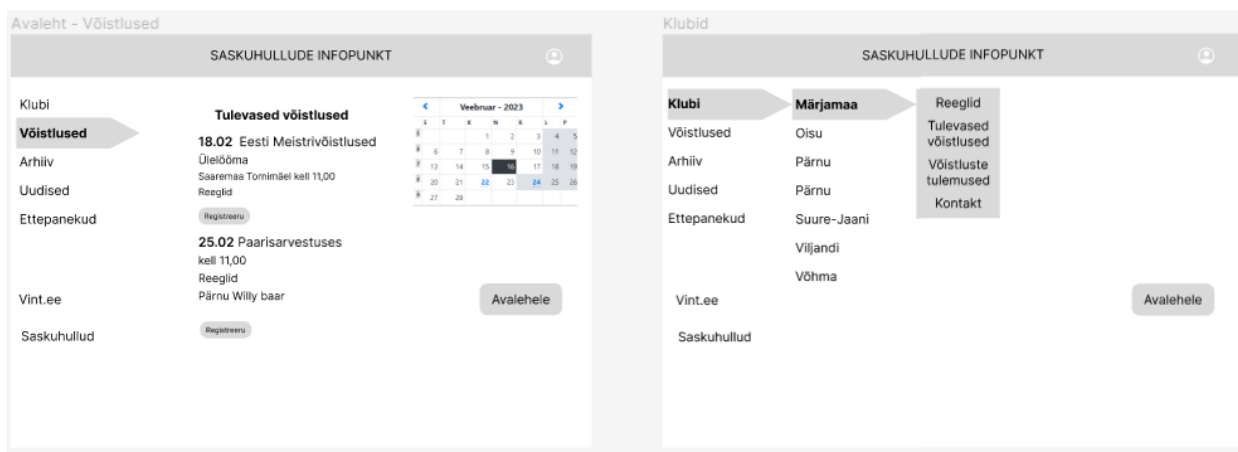 Avaleht - Võistlused
SASKUHULLUDE INFOPUNKT
Klubi
Võistlused
Arhiiv
Uudised
Ettepanekud
Vint.ee
Saskuhullud
Tulevased võistlused
18.02 Eesti Meistrivõistlused
Ülelööma
Saaremaa Tornimäel kell 11,00
Reeglid
Registreeru
25.02 Paarisarvestuses
kell 11,00
Reeglid
Pärnu Willy baar
Registreeru
Veebruar - 2023
E T K N R L P
1 2 3 4 5
6 7 8 9 10 11 12
13 14 15 16 17 18 19
20 21 22 23 24 25 26
27 28
Avalehele
Klubid
SASKUHULLUDE INFOPUNKT
Klubi
Võistlused
Arhiiv
Uudised
Ettepanekud
Vint.ee
Saskuhullud
Märjamaa
Oisu
Pärnu
Pärnu
Suure-Jaani
Viljandi
Võhma
Reeglid
Tulevased
võistlused
Võistluste
tulemused
Kontakt
Avalehele